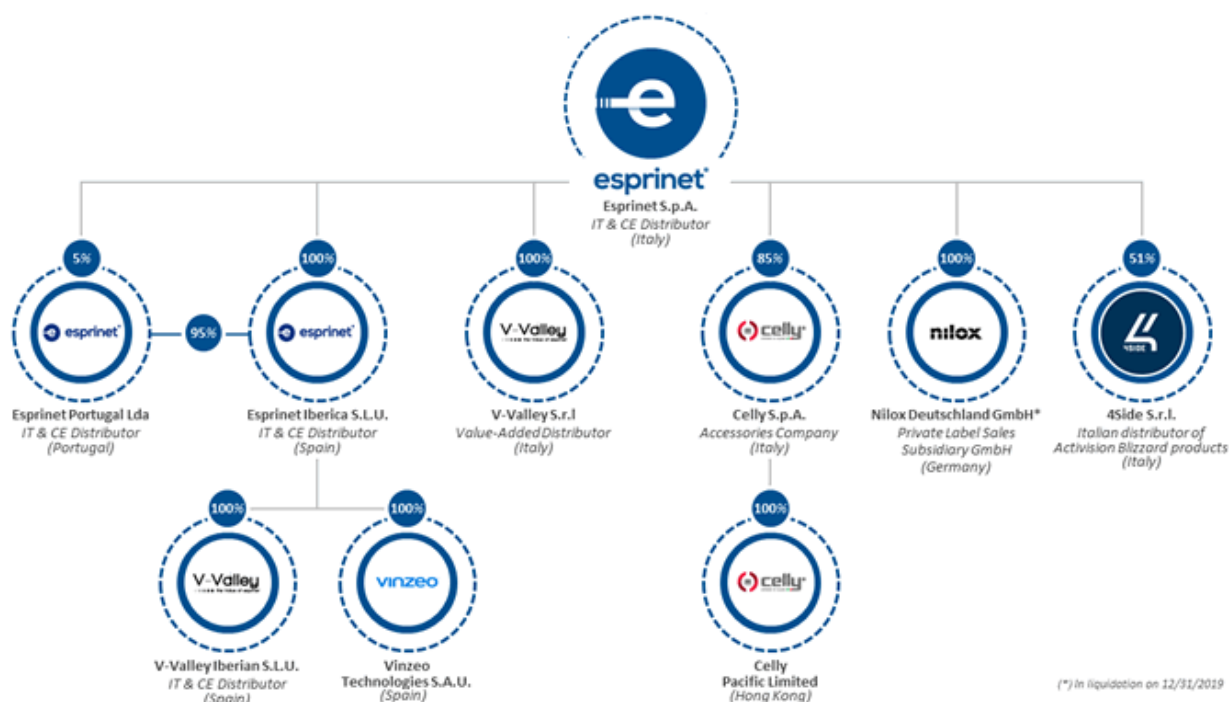 e
esprinet
Esprinet S.p.A.
IT & CE Distributor
(Italy)
5%
100%
100%
85%
100%
51%
esprinet
95%
esprinet
V-Valley
celly
nilox
4SIDE
Esprinet Portugal Lda
IT & CE Distributor
(Portugal)
Esprinet Iberica S.L.U.
IT & CE Distributor
(Spain)
V-Valley S.r.l
Value-Added Distributor
(Italy)
Celly S.p.A.
Accessories Company
(Italy)
Nilox Deutschland GmbH*
Private Label Sales
Subsidiary GmbH
(Germany)
4Side S.r.l.
Italian distributor of
Activision Blizzard products
(Italy)
100%
100%
100%
V-Valley
vinzeo
celly
V-Valley Iberian S.L.U.
IT & CE Distributor
(Spain)
Vinzeo
Technologies S.A.U.
(Spain)
Celly
Pacific Limited
(Hong Kong)
(*) In liquidation on 12/31/2019